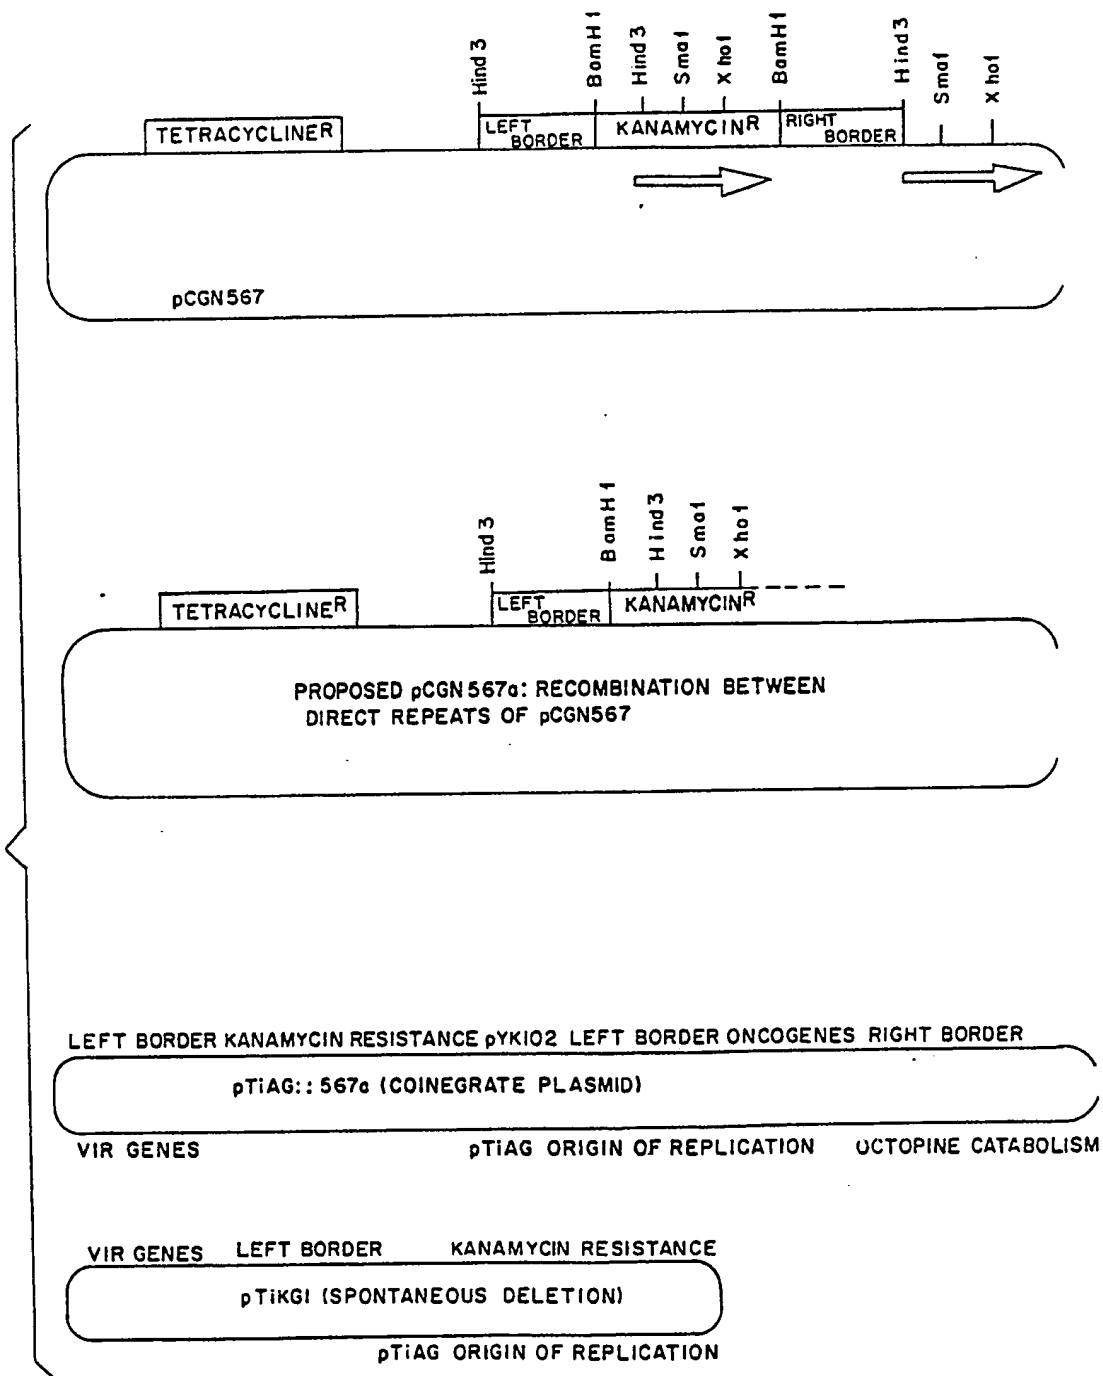 Hind 3 BamH1 Hind 3 Sma1 Xho1 BamH1 Hind 3 Sma1 Xho1
TETRACYCLINER LEFT BORDER KANAMYCINR RIGHT BORDER
pCGN567
Hind 3 BamH1 Hind 3 Sma1 Xho1
TETRACYCLINER LEFT BORDER KANAMYCINR
PROPOSED pCGN567a: RECOMBINATION BETWEEN
DIRECT REPEATS OF pCGN567
LEFT BORDER KANAMYCIN RESISTANCE pYK102 LEFT BORDER ONCOGENES RIGHT BORDER
pTiAG::567a (COINEGRATE PLASMID)
VIR GENES pTiAG ORIGIN OF REPLICATION OCTOPINE CATABOLISM
VIR GENES LEFT BORDER KANAMYCIN RESISTANCE
pTiKG1 (SPONTANEOUS DELETION)
pTiAG ORIGIN OF REPLICATION